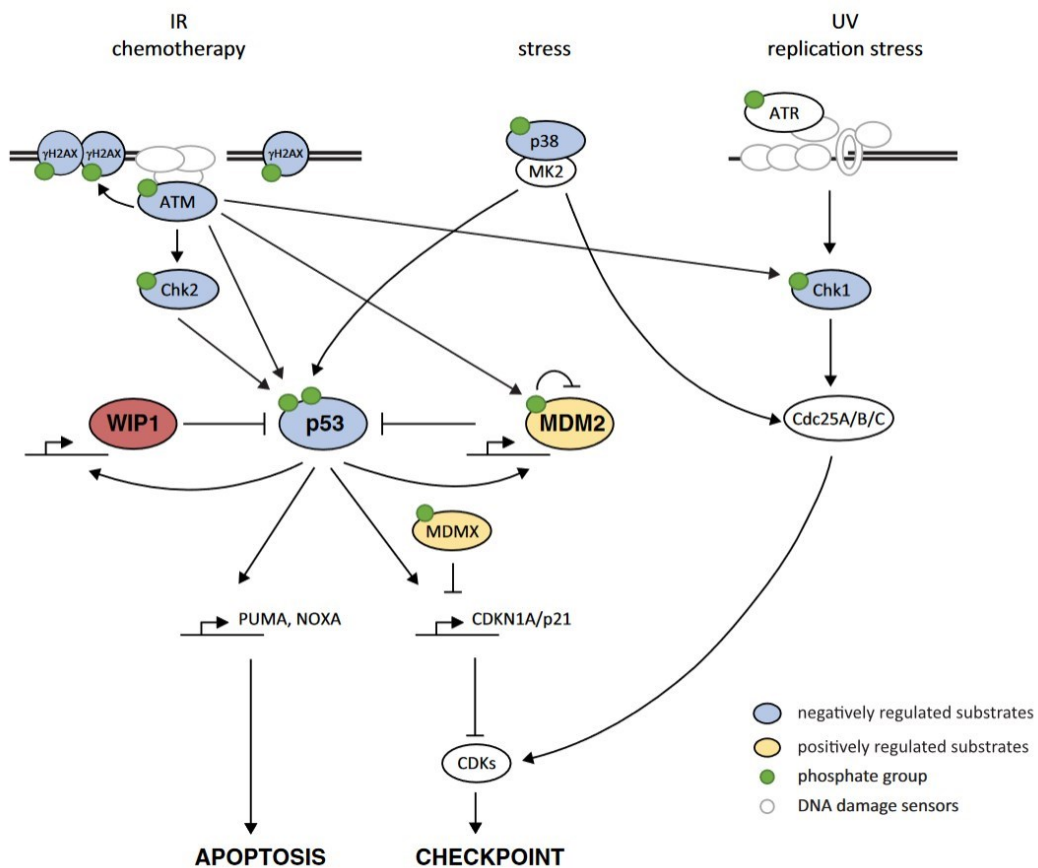 IR
chemotherapy
stress
UV
replication stress
ATR
γH2AX
γH2AX
γH2AX
p38
MK2
ATM
Chk2
Chk1
WIP1
p53
MDM2
Cdc25A/B/C
MDMX
PUMA, NOXA
CDKN1A/p21
negatively regulated substrates
positively regulated substrates
CDKs
phosphate group
DNA damage sensors
APOPTOSIS
CHECKPOINT